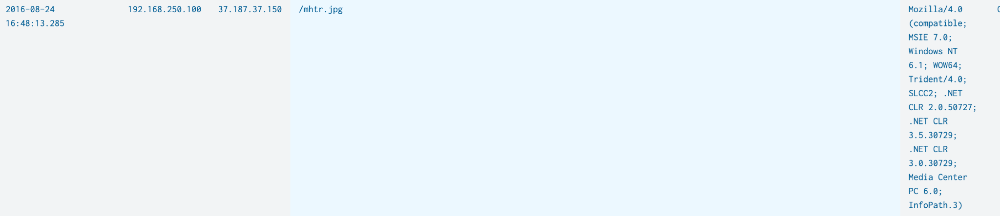 2016-08-24 192.168.250.100 37.187.37.150 /mhtr.jpg Mozilla/4.0
16:48:13.285 (compatible;
MSIE 7.0;
Windows NT
6.1; WOW64;
Trident/4.0;
SLCC2; .NET
CLR 2.0.50727;
.NET CLR
3.5.30729;
.NET CLR
3.0.30729;
Media Center
PC 6.0;
InfoPath.3)